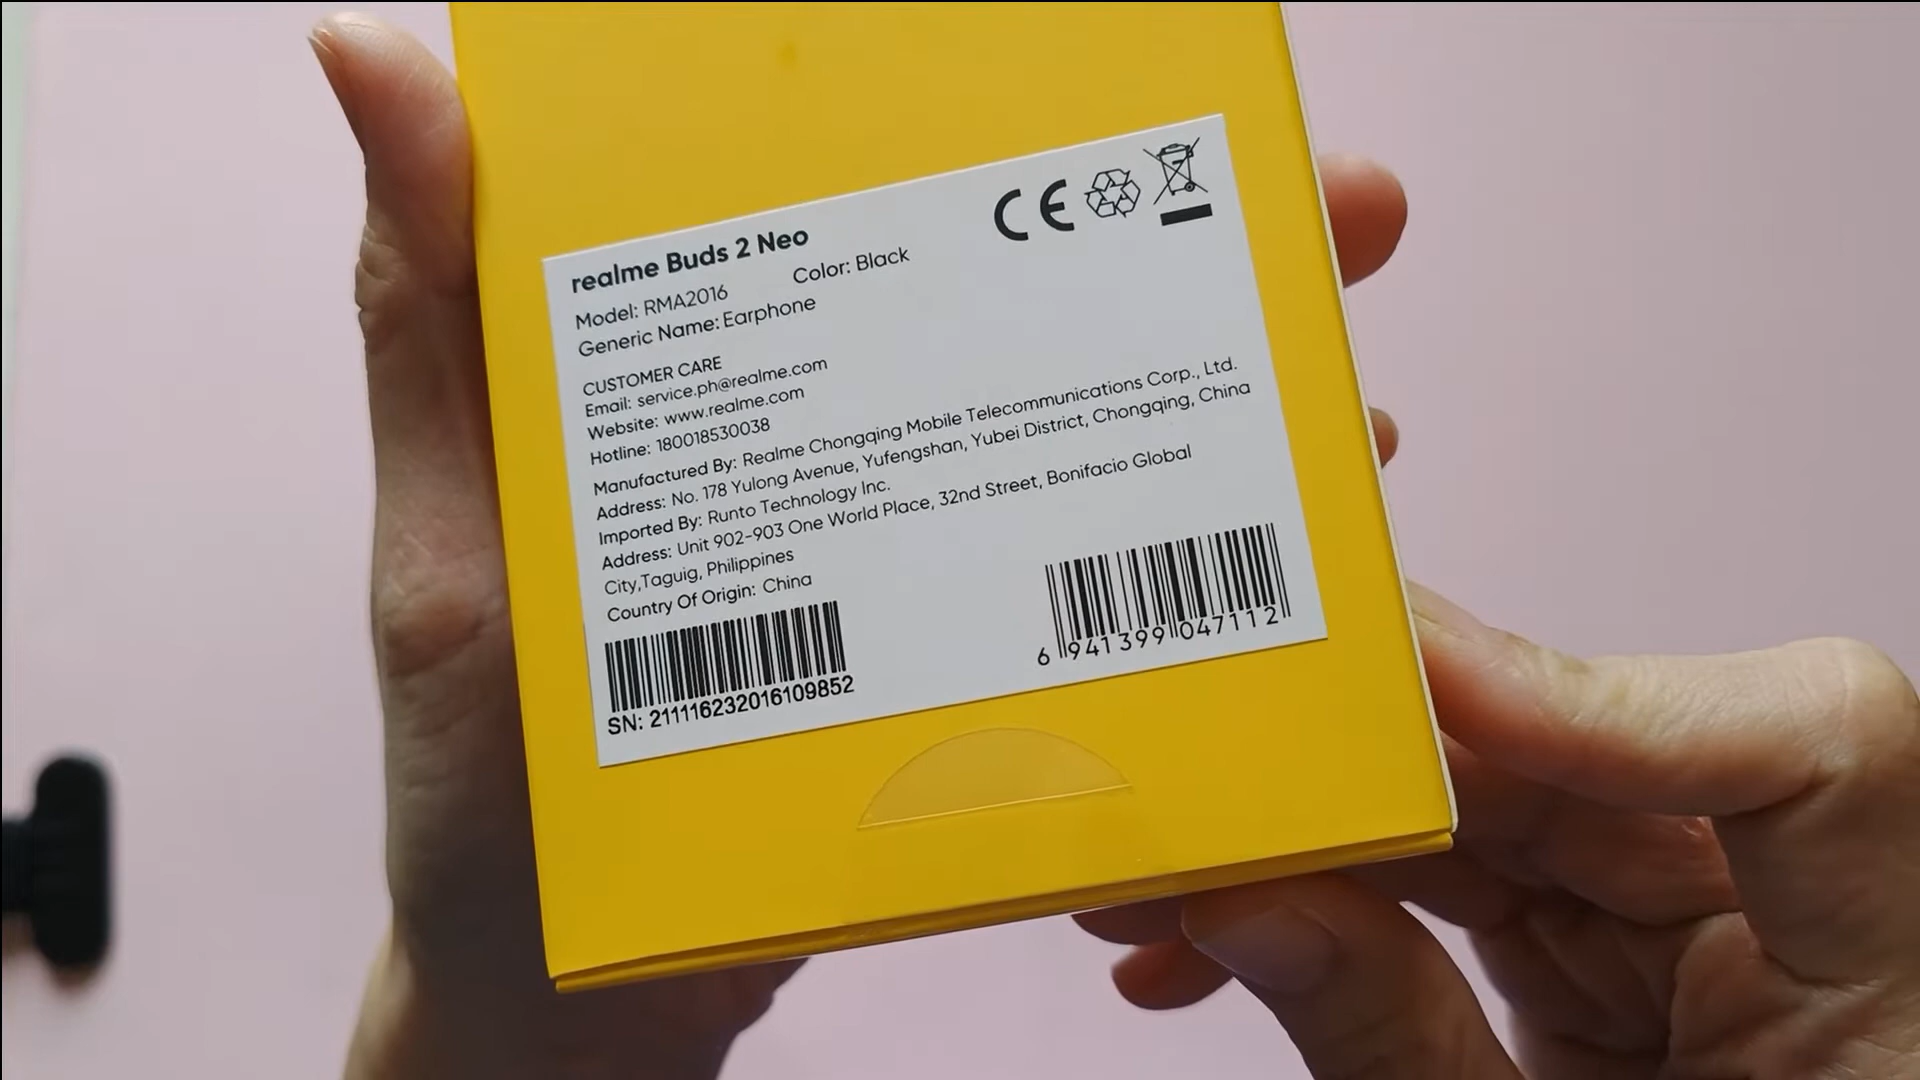 realme Buds 2 Neo
Model: RMA2016 Color: Black
Generic Name: Earphone
CUSTOMER CARE
Email: service.ph@realme.com
Website: www.realme.com
Hotline: 180018530038
Manufactured By: Realme Chongqing Mobile Telecommunications Corp., Ltd.
Address: No. 178 Yulong Avenue, Yufengshan, Yubei District, Chongqing, China
Imported By: Runto Technology Inc.
Address: Unit 902-903 One World Place, 32nd Street, Bonifacio Global
City,Taguig, Philippines
Country Of Origin: China
SN: 211116232016109852
6 941399 047112
CE